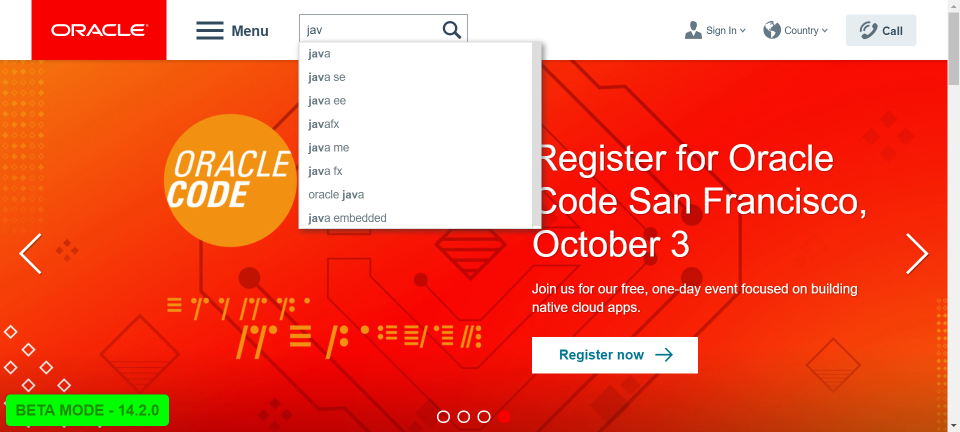 ORACLE
Menu
jav
Sign In
Country
Call
java
java se
java ee
javafx
java me
java fx
oracle java
java embedded
ORACLE
CODE
Register for Oracle
Code San Francisco,
October 3
Join us for our free, one-day event focused on building
native cloud apps.
Register now
BETA MODE - 14.2.0